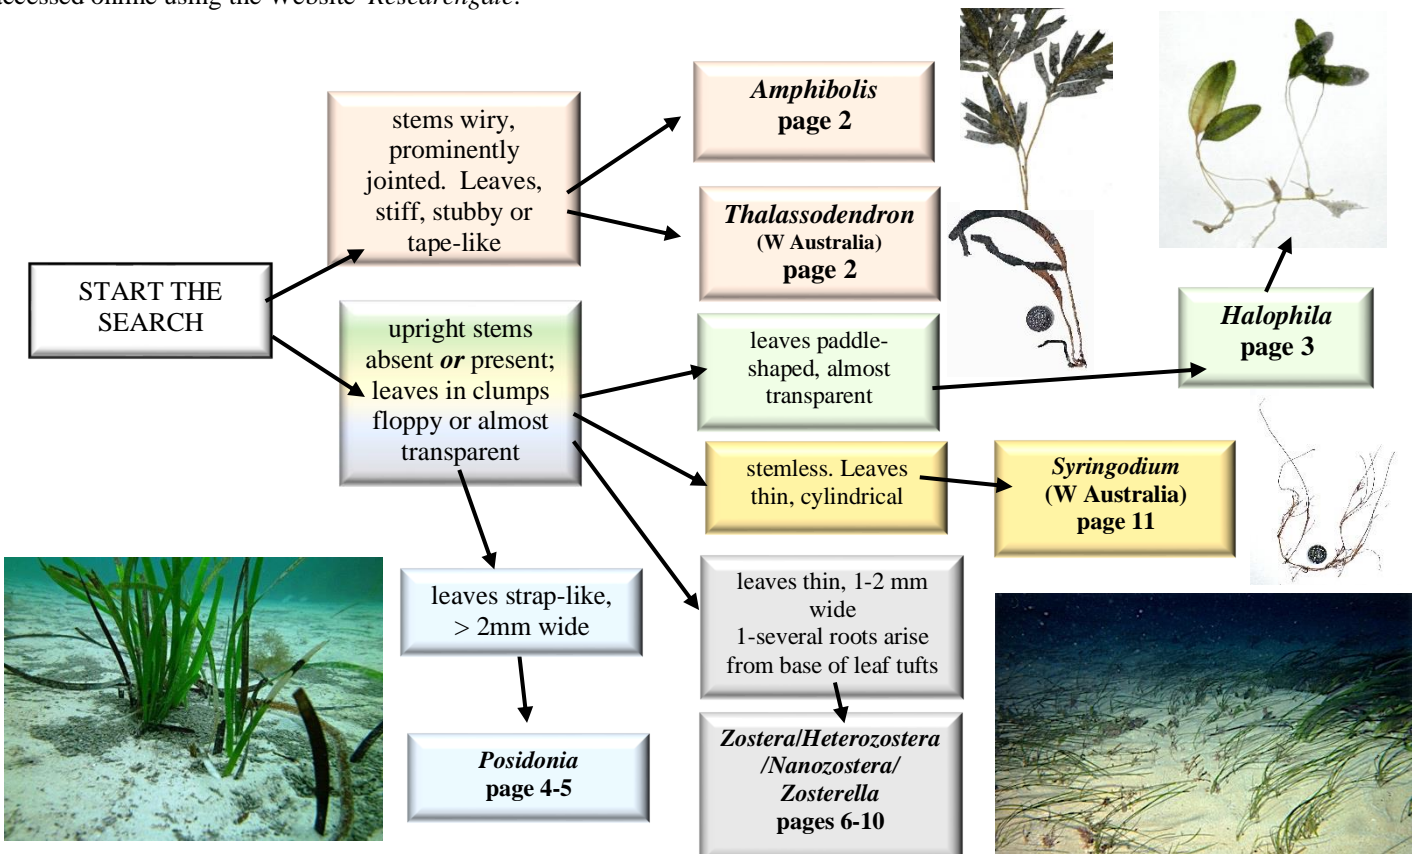 accessed online using the Website Researchgate.
stems wiry,
prominently
jointed. Leaves,
stiff, stubby or
tape-like
Amphibolis
page 2
Thalassodendron
(W Australia)
page 2
START THE
SEARCH
upright stems
absent or present;
leaves in clumps
floppy or almost
transparent
leaves paddle-
shaped, almost
transparent
Halophila
page 3
stemless. Leaves
thin, cylindrical
Syringodium
(W Australia)
page 11
leaves strap-like,
> 2mm wide
leaves thin, 1-2 mm
wide
1-several roots arise
from base of leaf tufts
Posidonia
page 4-5
Zostera/Heterozostera
/Nanozostera/
Zosterella
pages 6-10